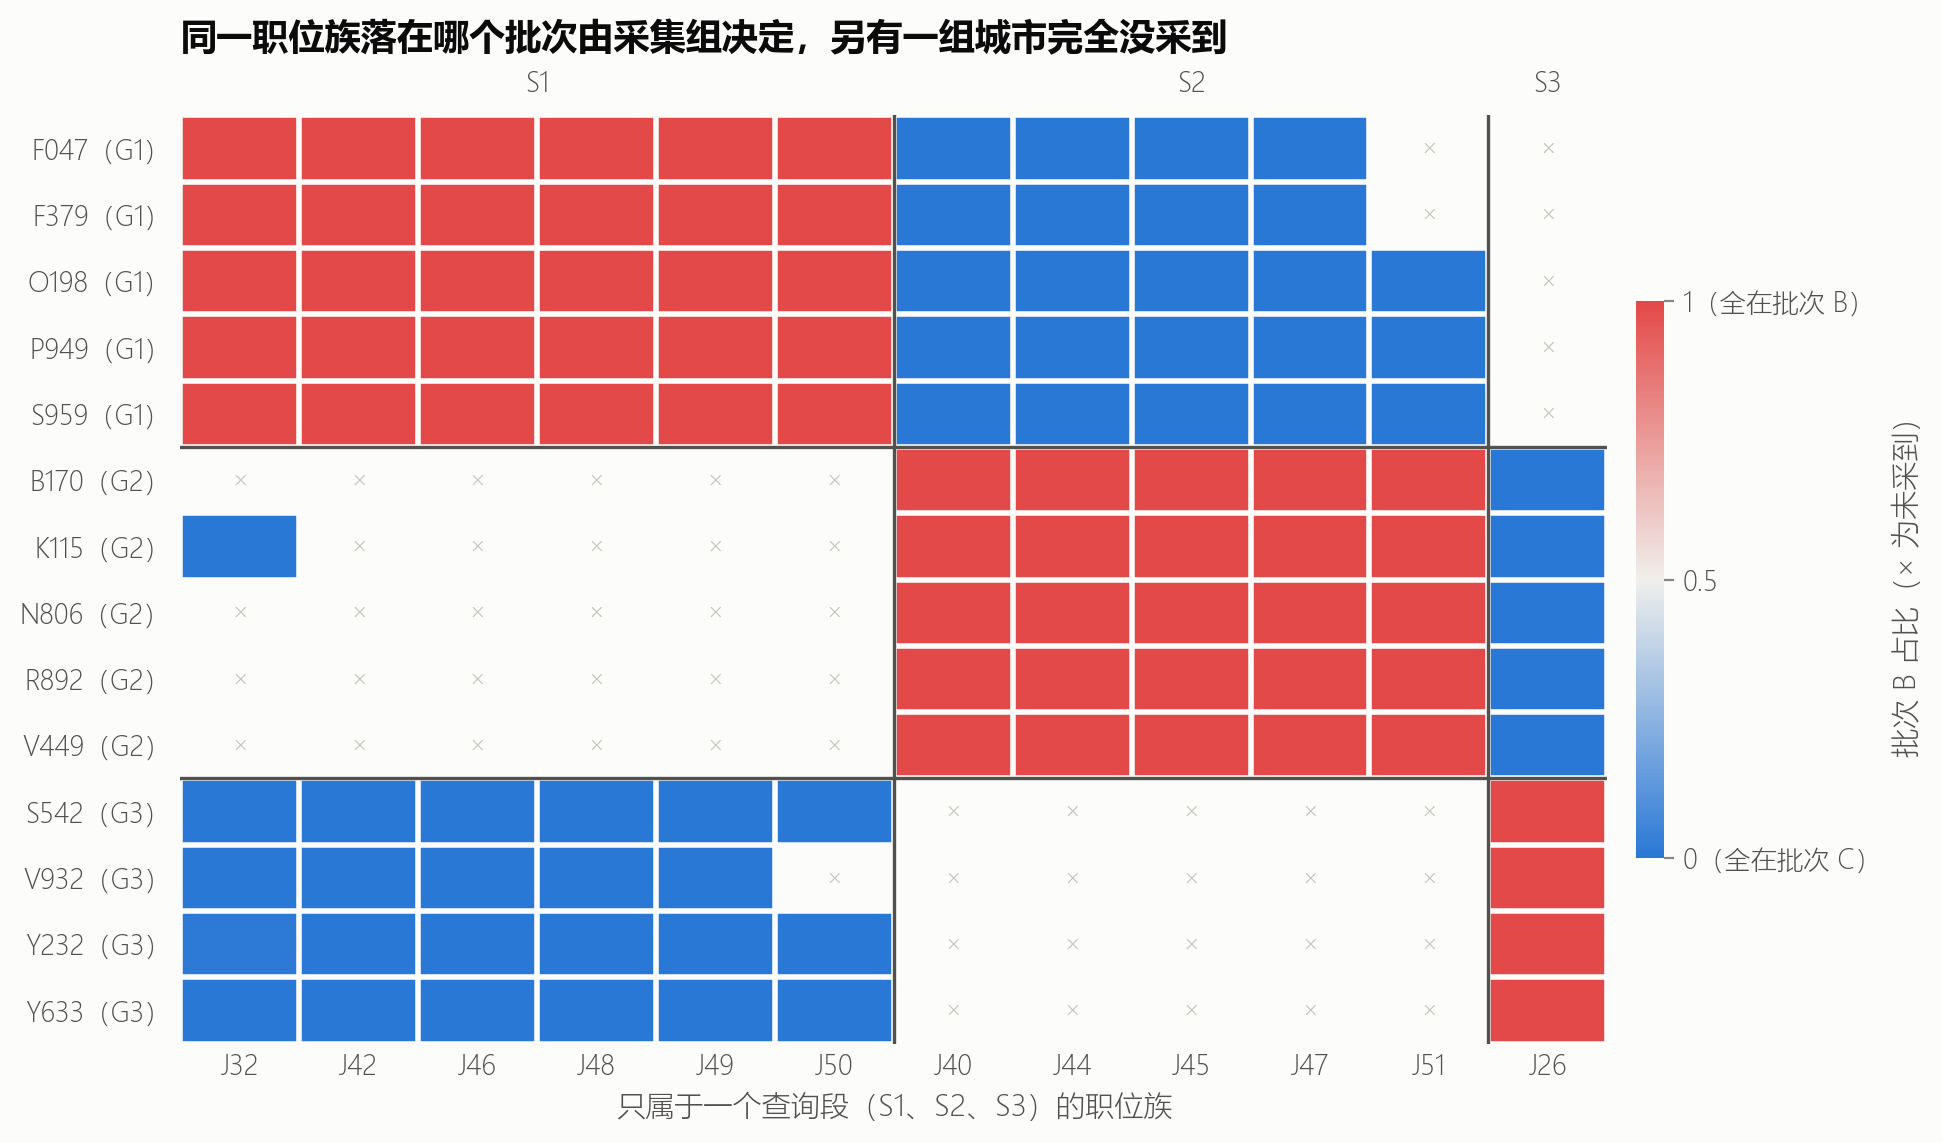 同一职位族落在哪个批次由采集组决定，另有一组城市完全没采到
S1 S2 S3
F047（G1） × ×
F379（G1） × ×
O198（G1） ×
P949（G1） ×
S959（G1） ×
B170（G2） × × × × × ×
K115（G2） × × × × ×
N806（G2） × × × × × ×
R892（G2） × × × × × ×
V449（G2） × × × × × ×
S542（G3） × × × × ×
V932（G3） × × × × × ×
Y232（G3） × × × × ×
Y633（G3） × × × × ×
J32 J42 J46 J48 J49 J50 J40 J44 J45 J47 J51 J26
只属于一个查询段（S1、S2、S3）的职位族
1（全在批次 B）
0.5
0（全在批次 C）
批次 B 占比（× 为未采到）